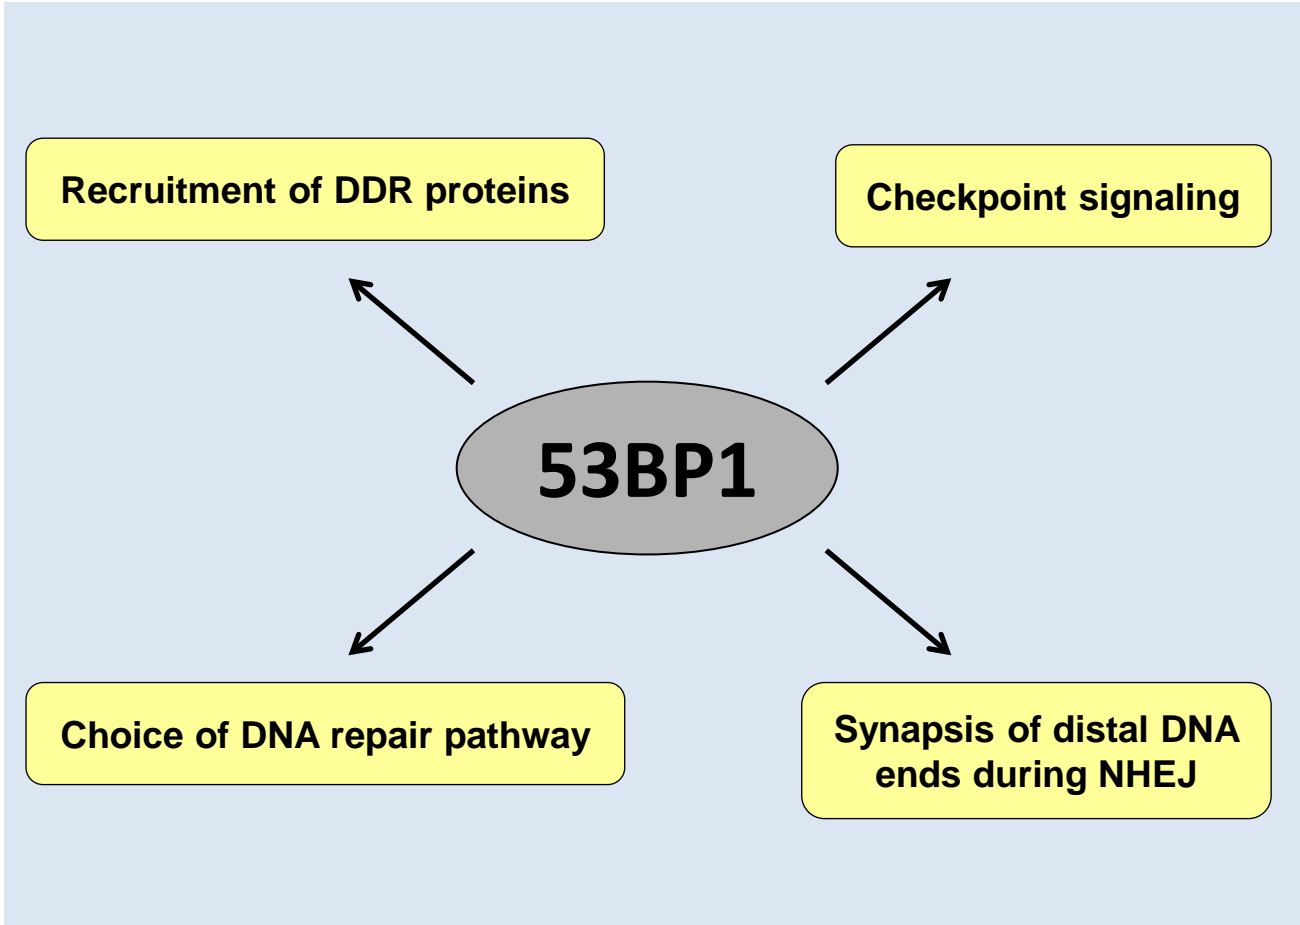 Recruitment of DDR proteins
Checkpoint signaling
53BP1
Choice of DNA repair pathway
Synapsis of distal DNA
ends during NHEJ